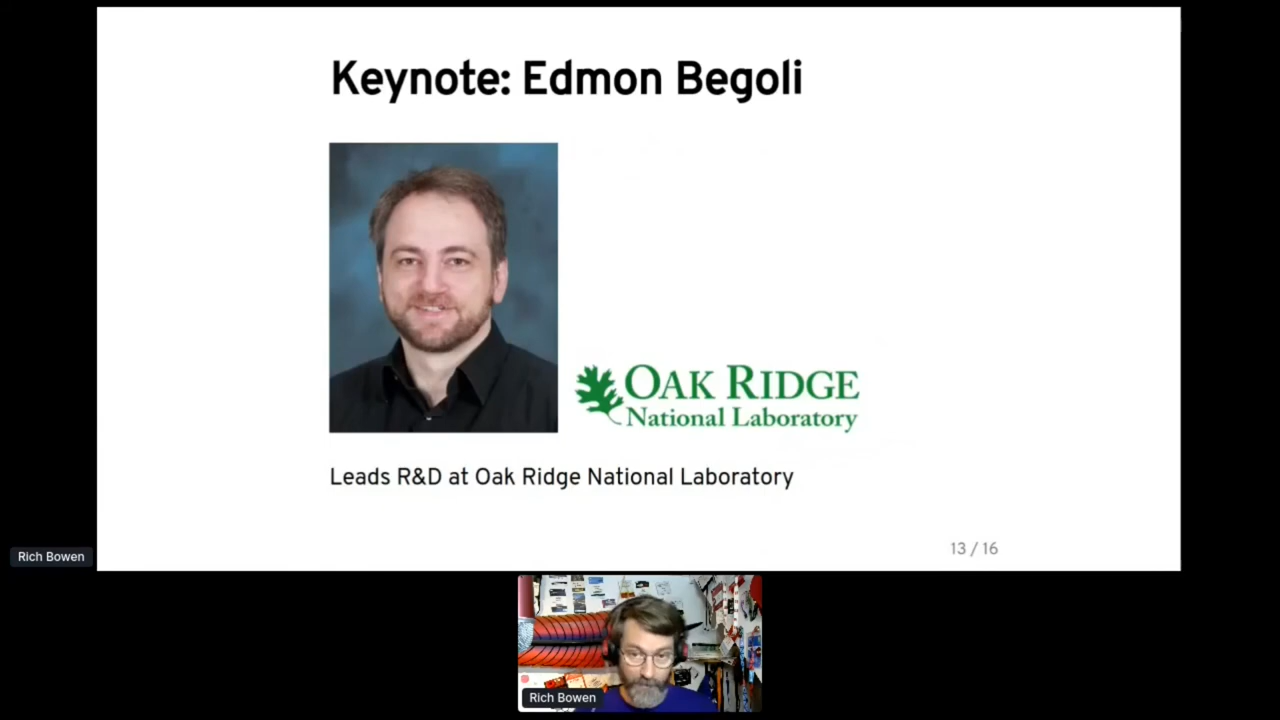 Keynote: Edmon Begoli
OAK RIDGE
National Laboratory
Leads R&D at Oak Ridge National Laboratory
13 / 16
Rich Bowen
Rich Bowen